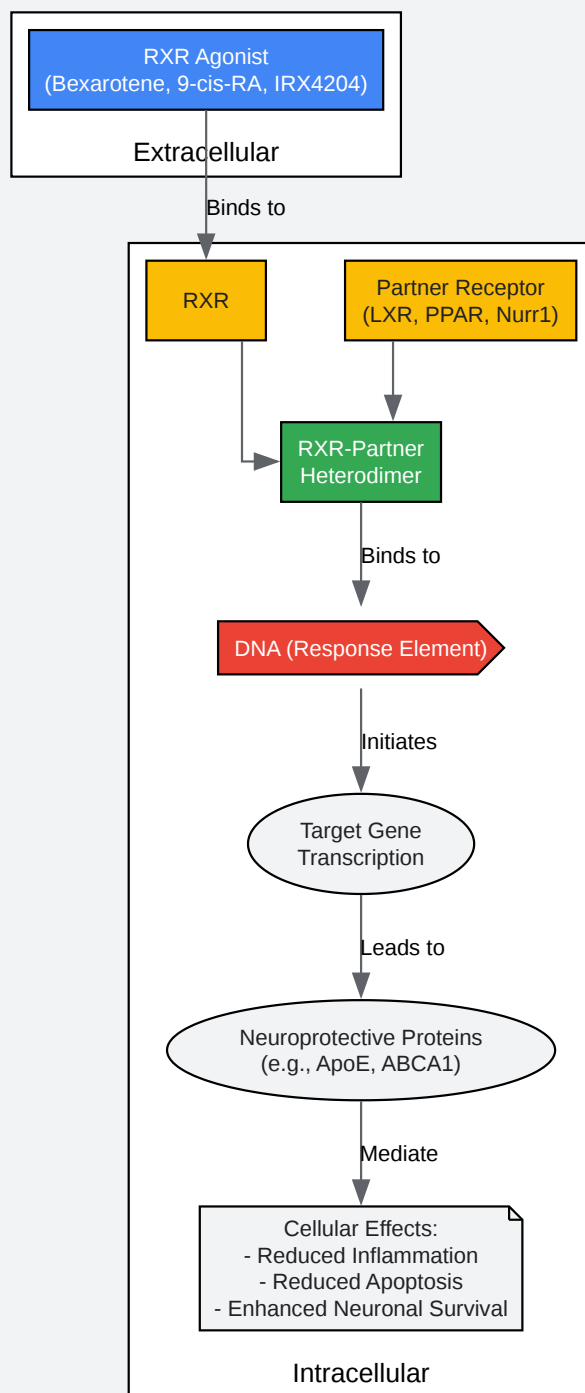 RXR Agonist
(Bexarotene, 9-cis-RA, IRX4204)
Extracellular
Binds to
RXR
Partner Receptor
(LXR, PPAR, Nurr1)
RXR-Partner
Heterodimer
Binds to
DNA (Response Element)
Initiates
Target Gene
Transcription
Leads to
Neuroprotective Proteins
(e.g., ApoE, ABCA1)
Mediate
Cellular Effects:
- Reduced Inflammation
- Reduced Apoptosis
- Enhanced Neuronal Survival
Intracellular